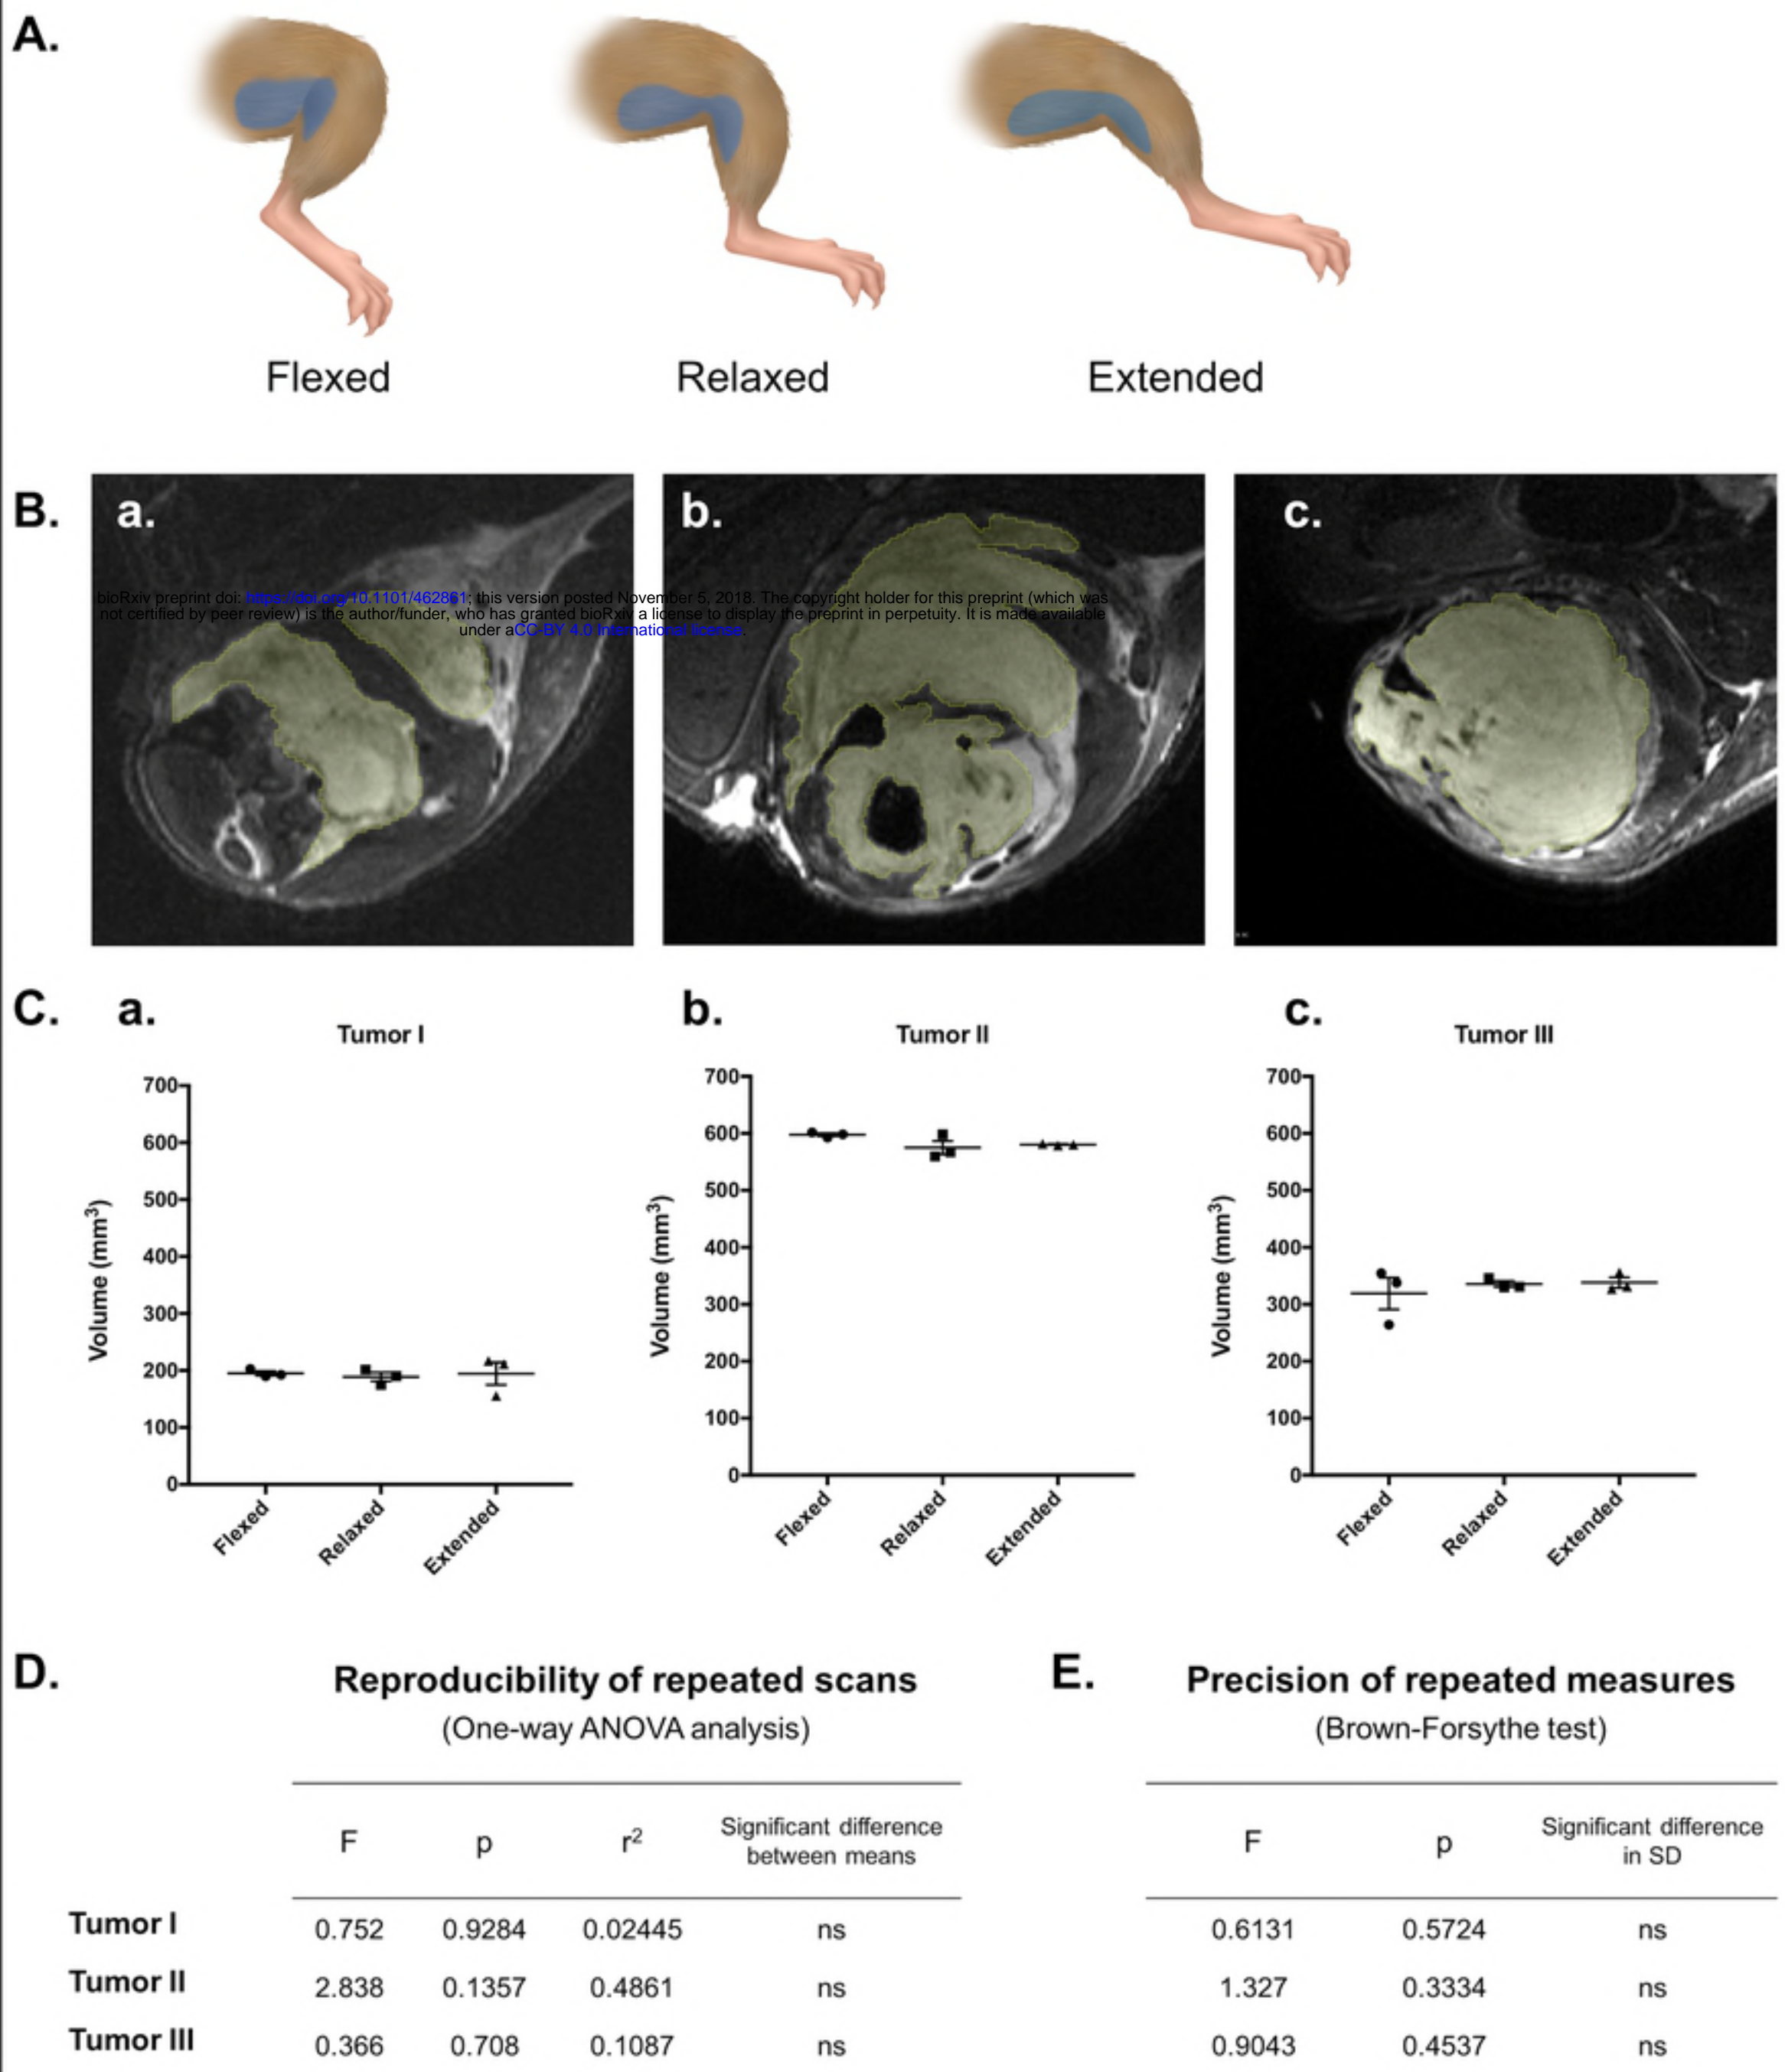 A.
Flexed Relaxed Extended
B. a. b. c.
bioRxiv preprint doi: https://doi.org/10.1101/462861; this version posted November 5, 2018. The copyright holder for this preprint (which was
not certified by peer review) is the author/funder, who has granted bioRxiv a license to display the preprint in perpetuity. It is made available
under aCC-BY 4.0 International license.
C. a. b. c.
Tumor I
700
600
500
400
300
200
100
0
Volume (mm³)
Flexed
Relaxed
Extended
Tumor II
700
600
500
400
300
200
100
0
Volume (mm³)
Flexed
Relaxed
Extended
Tumor III
700
600
500
400
300
200
100
0
Volume (mm³)
Flexed
Relaxed
Extended
D.
Reproducibility of repeated scans
(One-way ANOVA analysis)
F p r² Significant difference
between means
Tumor I 0.752 0.9284 0.02445 ns
Tumor II 2.838 0.1357 0.4861 ns
Tumor III 0.366 0.708 0.1087 ns
E.
Precision of repeated measures
(Brown-Forsythe test)
F p Significant difference
in SD
0.6131 0.5724 ns
1.327 0.3334 ns
0.9043 0.4537 ns